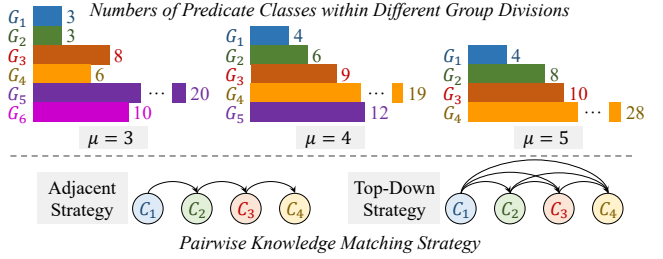 Numbers of Predicate Classes within Different Group Divisions
G1 3
G2 3
G3 8
G4 6
G5 ... 20
G6 10
μ = 3
G1 4
G2 6
G3 9
G4 ... 19
G5 12
μ = 4
G1 4
G2 8
G3 10
G4 ... 28
μ = 5
Adjacent
Strategy
C1 C2 C3 C4
Top-Down
Strategy
C1 C2 C3 C4
Pairwise Knowledge Matching Strategy